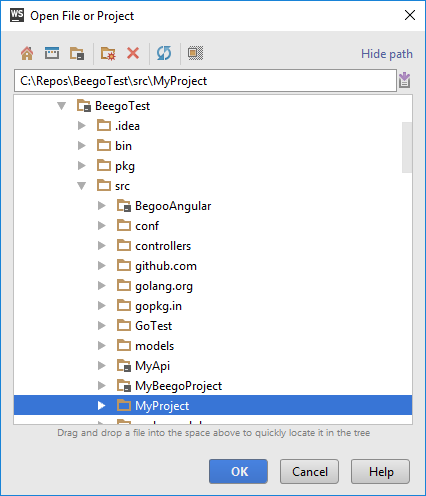 WS Open File or Project
Hide path
C:\Repos\BeegoTest\src\MyProject
BeegoTest
.idea
bin
pkg
src
BegooAngular
conf
controllers
github.com
golang.org
gopkg.in
GoTest
models
MyApi
MyBeegoProject
MyProject
Drag and drop a file into the space above to quickly locate it in the tree
OK Cancel Help